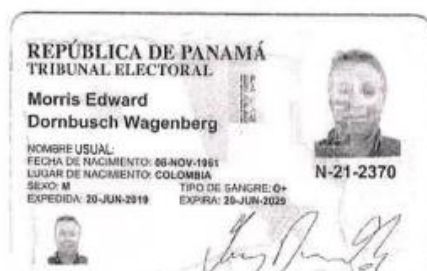 REPÚBLICA DE PANAMÁ
TRIBUNAL ELECTORAL
Morris Edward
Dornbusch Wagenberg
NOMBRE USUAL:
FECHA DE NACIMIENTO: 06-NOV-1961
LUGAR DE NACIMIENTO: COLOMBIA
SEXO: M TIPO DE SANGRE: O+
EXPEDIDA: 20-JUN-2019 EXPIRA: 20-JUN-2029
N-21-2370